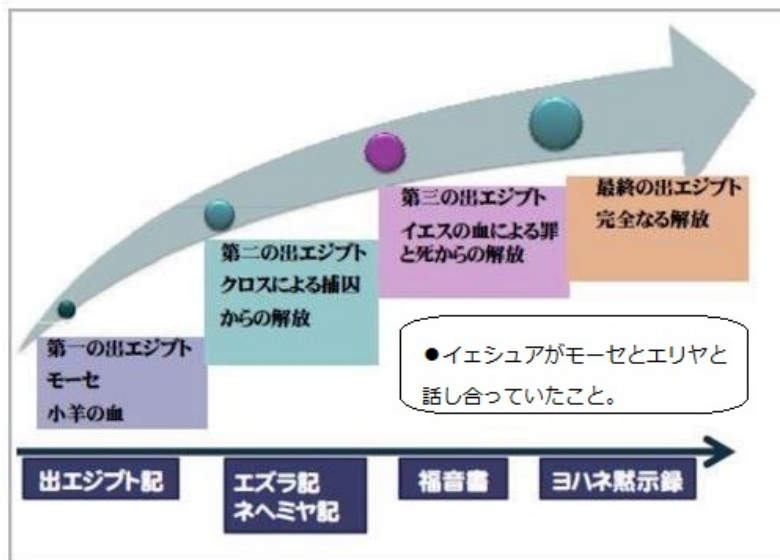 第一の出エジプト
モーセ
小羊の血
第二の出エジプト
クロスによる捕囚
からの解放
第三の出エジプト
イエスの血による罪
と死からの解放
最終の出エジプト
完全なる解放
●イェシュアがモーセとエリヤと
話し合っていたこと。
出エジプト記
エズラ記
ネヘミヤ記
福音書
ヨハネ黙示録